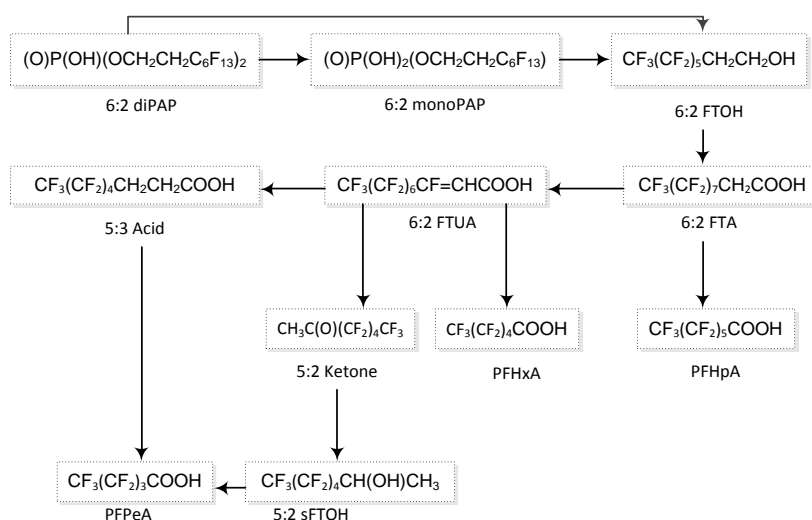 (O)P(OH)(OCH₂CH₂C₆F₁₃)₂
(O)P(OH)₂(OCH₂CH₂C₆F₁₃)
CF₃(CF₂)₅CH₂CH₂OH
6:2 diPAP
6:2 monoPAP
6:2 FTOH
CF₃(CF₂)₄CH₂CH₂COOH
CF₃(CF₂)₆CF=CHCOOH
CF₃(CF₂)₇CH₂COOH
5:3 Acid
6:2 FTUA
6:2 FTA
CH₃C(O)(CF₂)₄CF₃
CF₃(CF₂)₄COOH
CF₃(CF₂)₅COOH
5:2 Ketone
PFHxA
PFHpA
CF₃(CF₂)₃COOH
CF₃(CF₂)₄CH(OH)CH₃
PFPeA
5:2 sFTOH